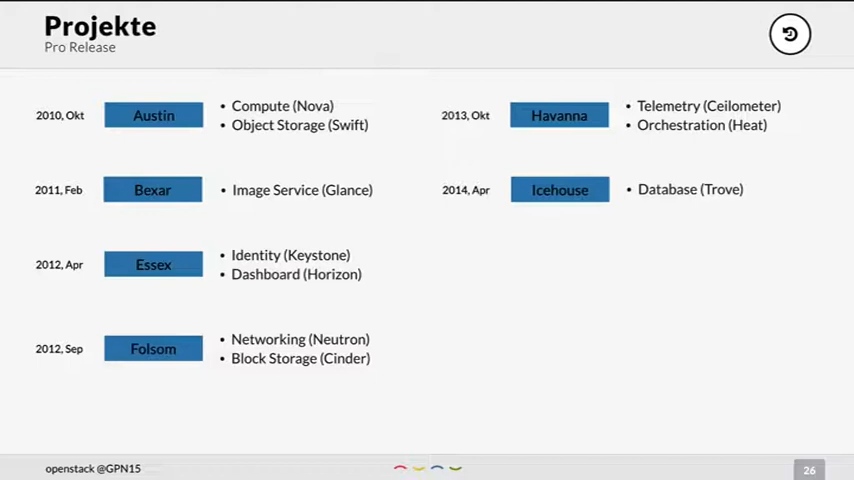 Projekte
Pro Release
2010, Okt
Austin
• Compute (Nova)
• Object Storage (Swift)
2011, Feb
Bexar
• Image Service (Glance)
2012, Apr
Essex
• Identity (Keystone)
• Dashboard (Horizon)
2012, Sep
Folsom
• Networking (Neutron)
• Block Storage (Cinder)
2013, Okt
Havanna
• Telemetry (Ceilometer)
• Orchestration (Heat)
2014, Apr
Icehouse
• Database (Trove)
openstack @GPN15
26